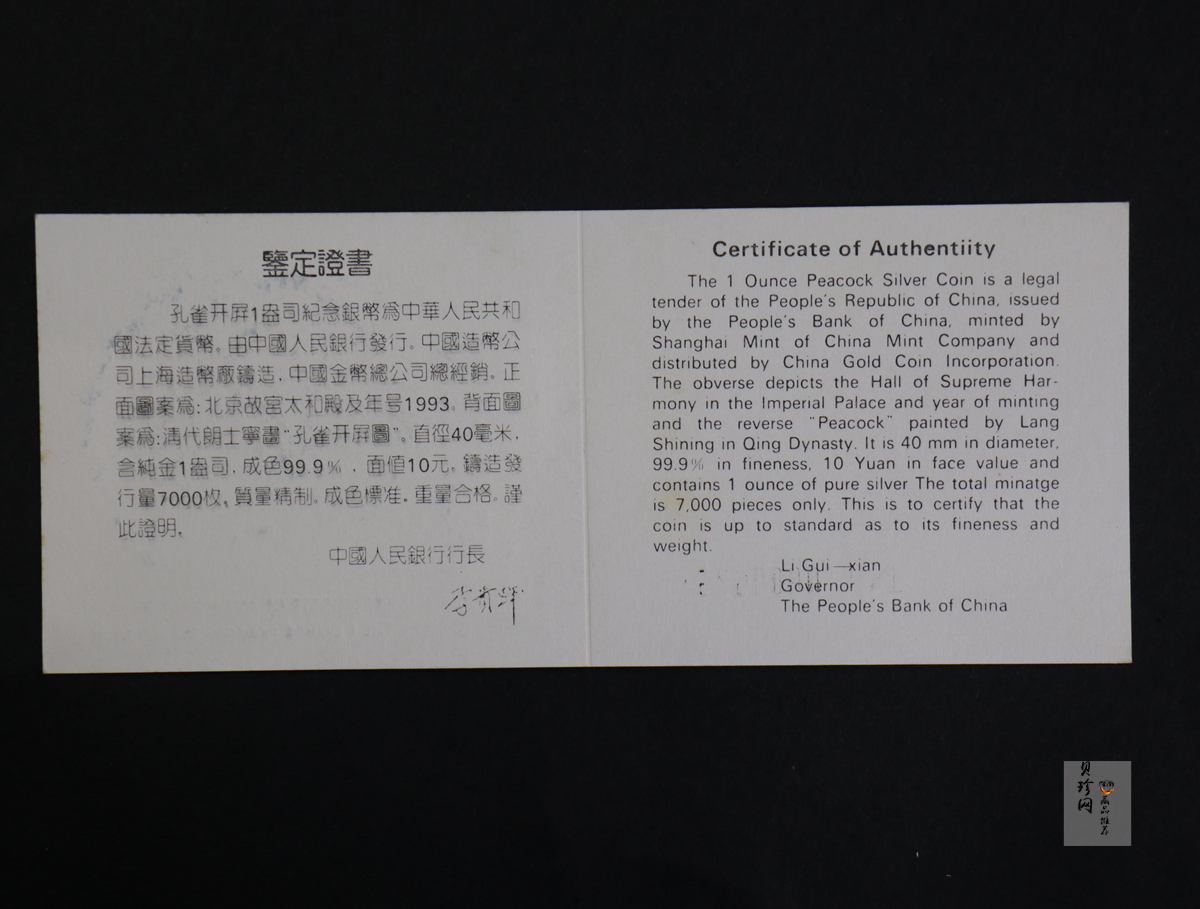 鑒定證書
孔雀开屏1盎司紀念銀幣爲中華人民共和
國法定貨幣。由中國人民銀行發行。中國造幣公
司上海造幣廠鑄造，中國金幣總公司總經銷。正
面圖案爲：北京故宮太和殿及年号1993。背面圖
案爲：清代朗士寧畫“孔雀开屏圖”。直徑40毫米，
含純金1盎司，成色99.9%，面值10元。鑄造發
行量7000枚。質量精制。成色標准，重量合格。謹
此證明。
中國人民銀行行長
李貴鲜
Certificate of Authentiity
The 1 Ounce Peacock Silver Coin is a legal
tender of the People's Republic of China, issued
by the People's Bank of China, minted by
Shanghai Mint of China Mint Company and
distributed by China Gold Coin Incorporation.
The obverse depicts the Hall of Supreme Har-
mony in the Imperial Palace and year of minting
and the reverse "Peacock" painted by Lang
Shining in Qing Dynasty. It is 40 mm in diameter,
99.9% in fineness, 10 Yuan in face value and
contains 1 ounce of pure silver The total minatge
is 7,000 pieces only. This is to certify that the
coin is up to standard as to its fineness and
weight.
Li Gui—xian
Governor
The People's Bank of China
贝珍网
藏品推荐